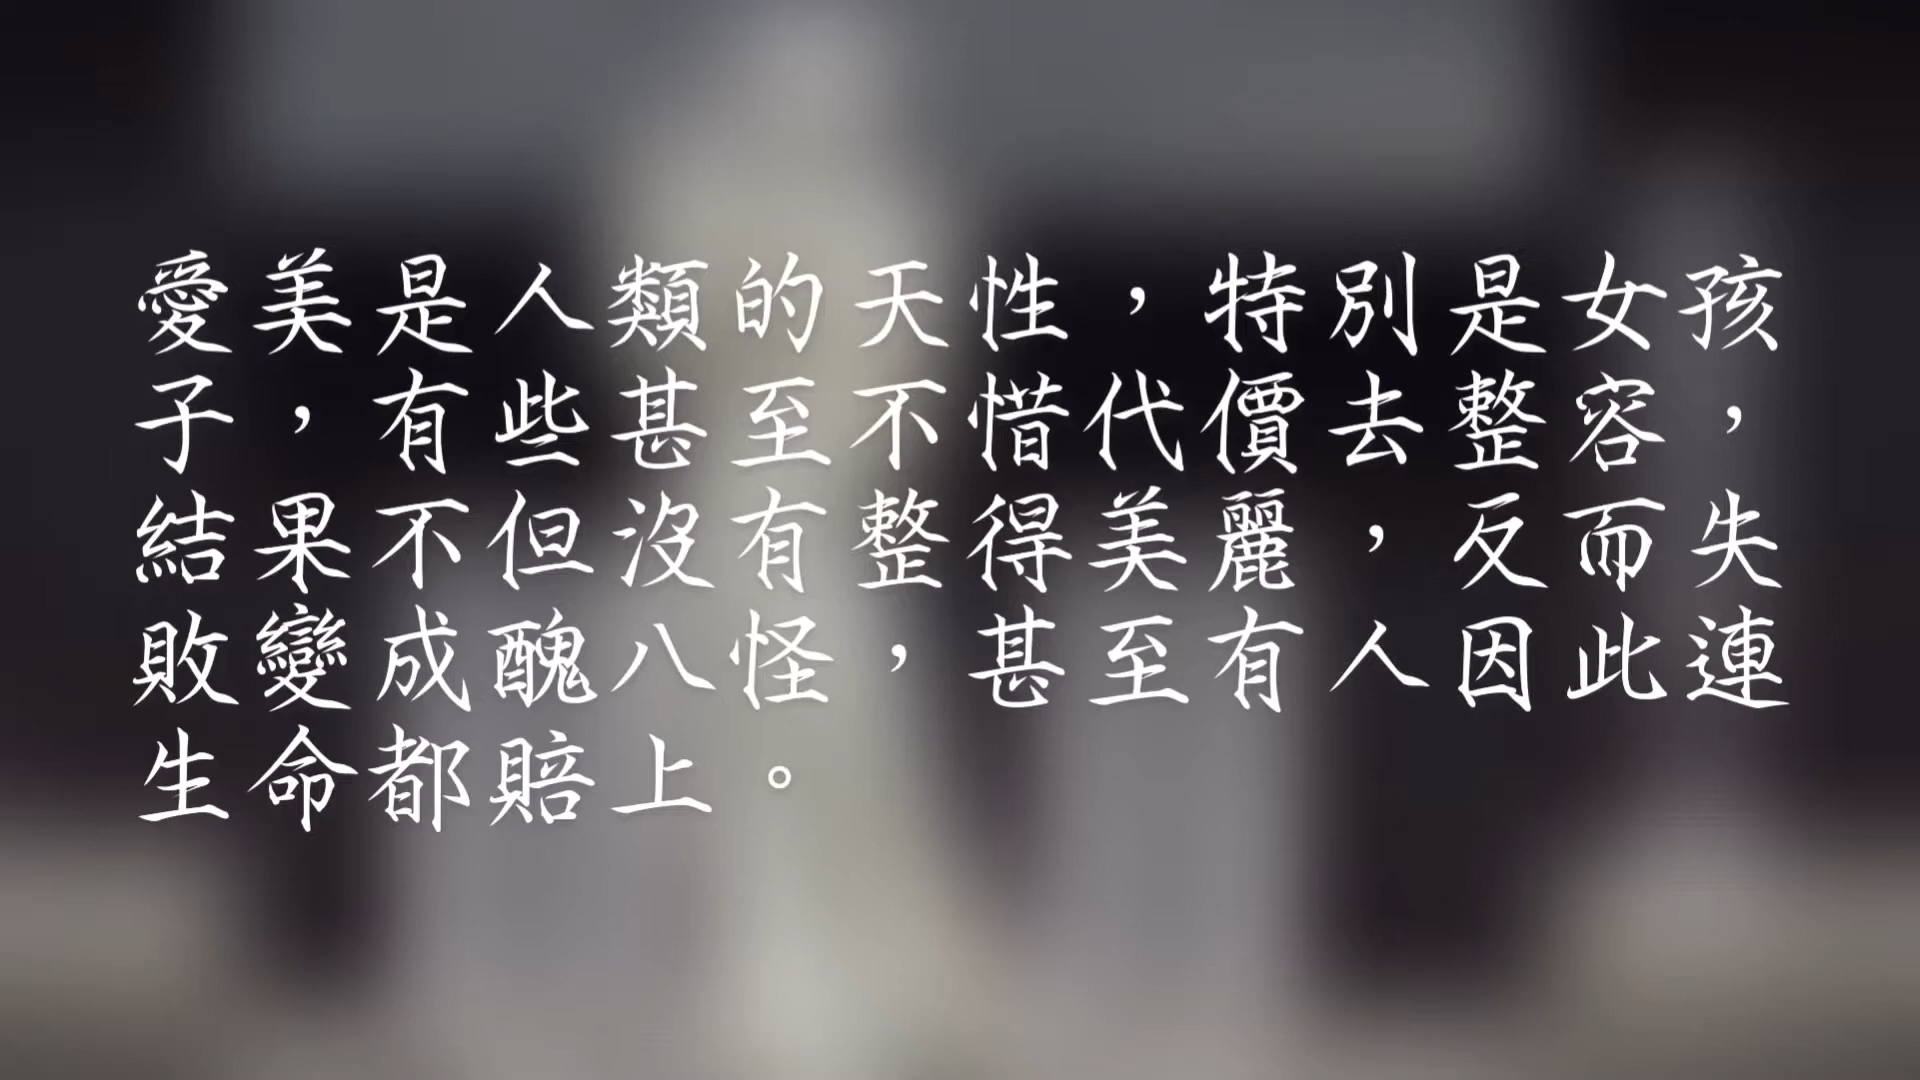 愛美是人類的天性，特別是女孩
子，有些甚至不惜代價去整容，
結果不但沒有整得美麗，反而失
敗變成醜八怪，甚至有人因此連
生命都賠上。